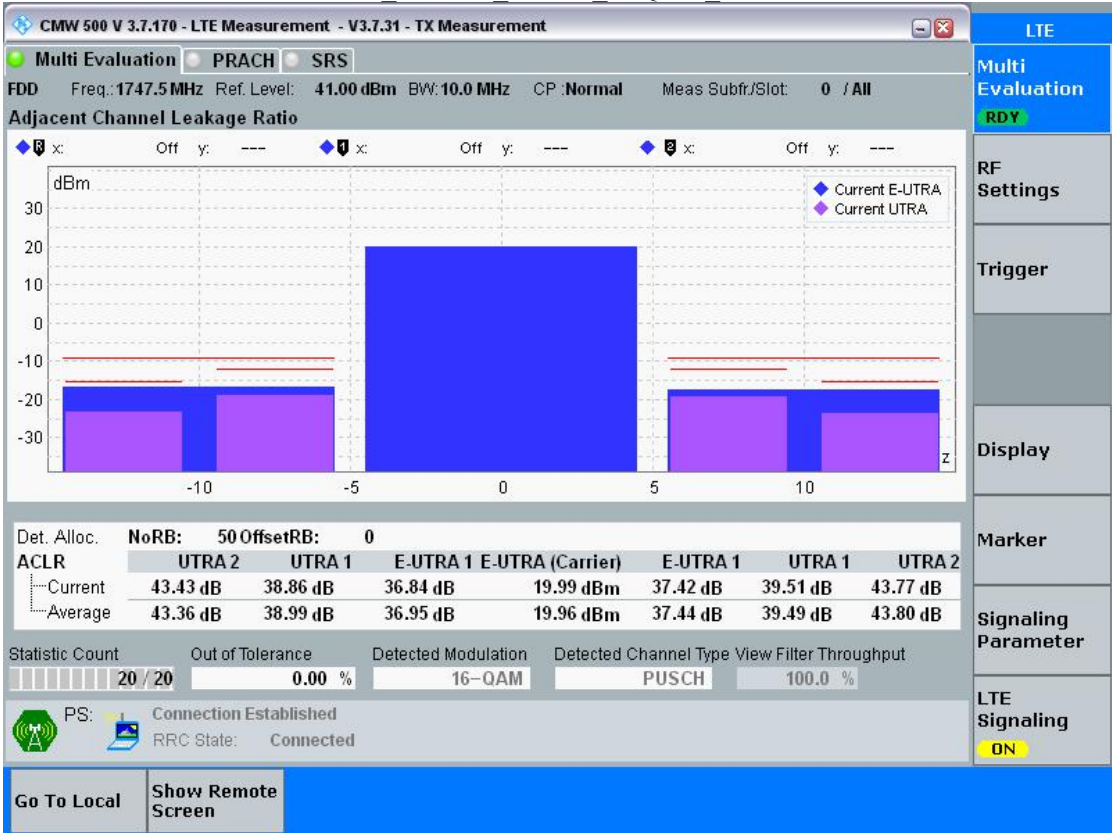 CMW 500 V 3.7.170 - LTE Measurement - V3.7.31 - TX Measurement
LTE
Multi Evaluation PRACH SRS
Multi Evaluation
RDY
FDD Freq.: 1747.5 MHz Ref. Level: 41.00 dBm BW: 10.0 MHz CP :Normal Meas Subfr./Slot: 0 / All
Adjacent Channel Leakage Ratio
R x: Off y: --- 1 x: Off y: --- 2 x: Off y: ---
dBm
Current E-UTRA
Current UTRA
30
20
10
0
-10
-20
-30
z
-10 -5 0 5 10
RF Settings
Trigger
Display
Marker
Signaling Parameter
LTE Signaling
ON
Det. Alloc. NoRB: 50 OffsetRB: 0
ACLR UTRA 2 UTRA 1 E-UTRA 1 E-UTRA (Carrier) E-UTRA 1 UTRA 1 UTRA 2
Current 43.43 dB 38.86 dB 36.84 dB 19.99 dBm 37.42 dB 39.51 dB 43.77 dB
Average 43.36 dB 38.99 dB 36.95 dB 19.96 dBm 37.44 dB 39.49 dB 43.80 dB
Statistic Count Out of Tolerance Detected Modulation Detected Channel Type View Filter Throughput
20 / 20 0.00 % 16-QAM PUSCH 100.0 %
PS: Connection Established
RRC State: Connected
Go To Local
Show Remote Screen